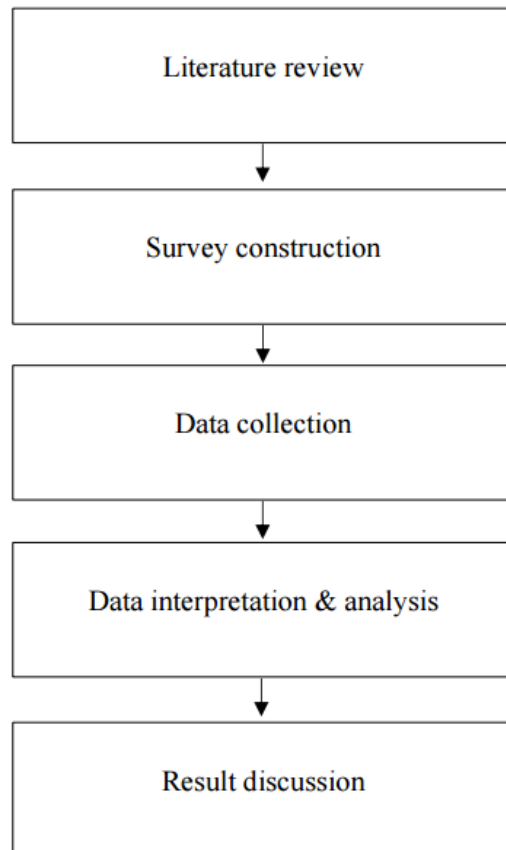 Literature review
Survey construction
Data collection
Data interpretation & analysis
Result discussion